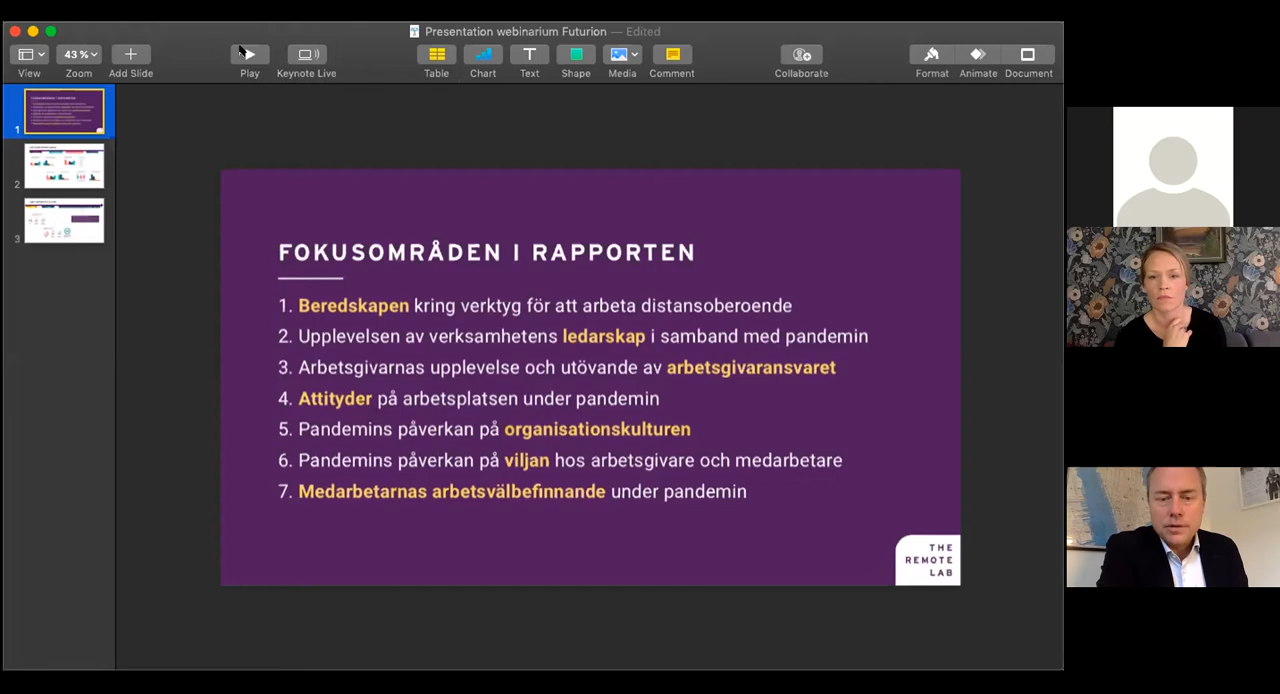 Presentation webinarium Futurion — Edited
43 %
View
Zoom
Add Slide
Play
Keynote Live
Table
Chart
Text
Shape
Media
Comment
Collaborate
Format
Animate
Document
1
2
3
FOKUSOMRÅDEN I RAPPORTEN
1. Beredskapen kring verktyg för att arbeta distansoberoende
2. Upplevelsen av verksamhetens ledarskap i samband med pandemin
3. Arbetsgivarnas upplevelse och utövande av arbetsgivaransvaret
4. Attityder på arbetsplatsen under pandemin
5. Pandemins påverkan på organisationskulturen
6. Pandemins påverkan på viljan hos arbetsgivare och medarbetare
7. Medarbetarnas arbetsvälbefinnande under pandemin
THE
REMOTE
LAB